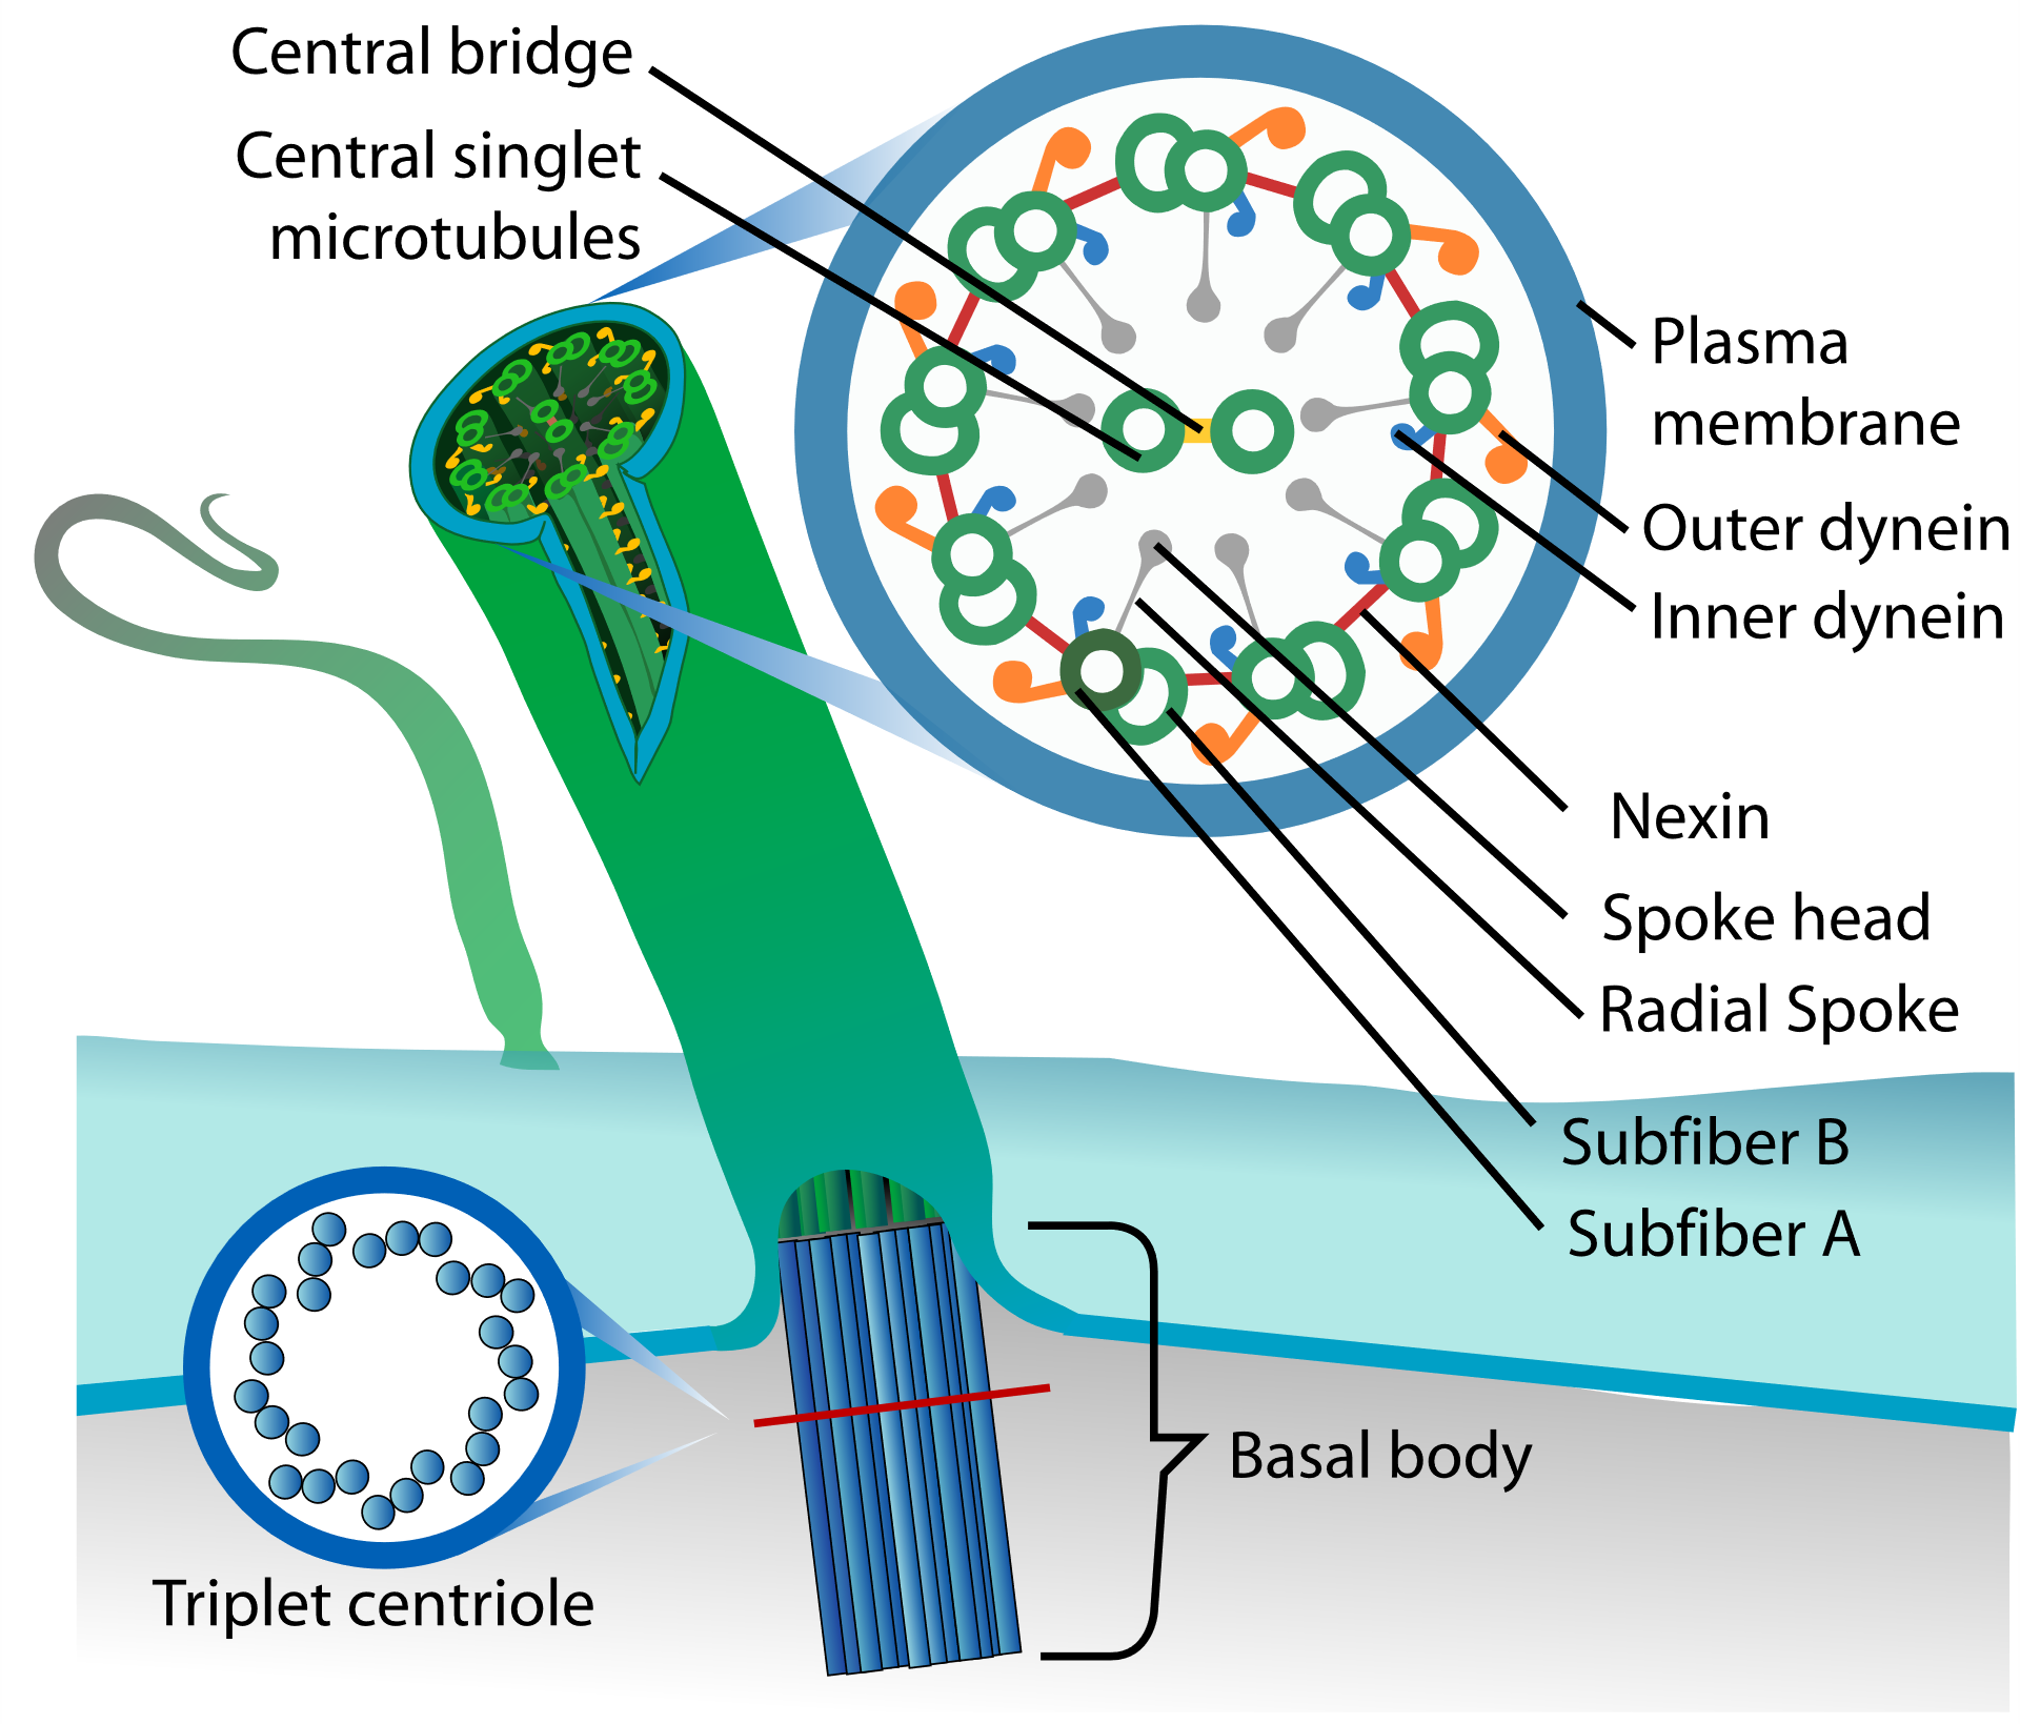 Central bridge
Central singlet
microtubules
Plasma
membrane
Outer dynein
Inner dynein
Nexin
Spoke head
Radial Spoke
Subfiber B
Subfiber A
Basal body
Triplet centriole